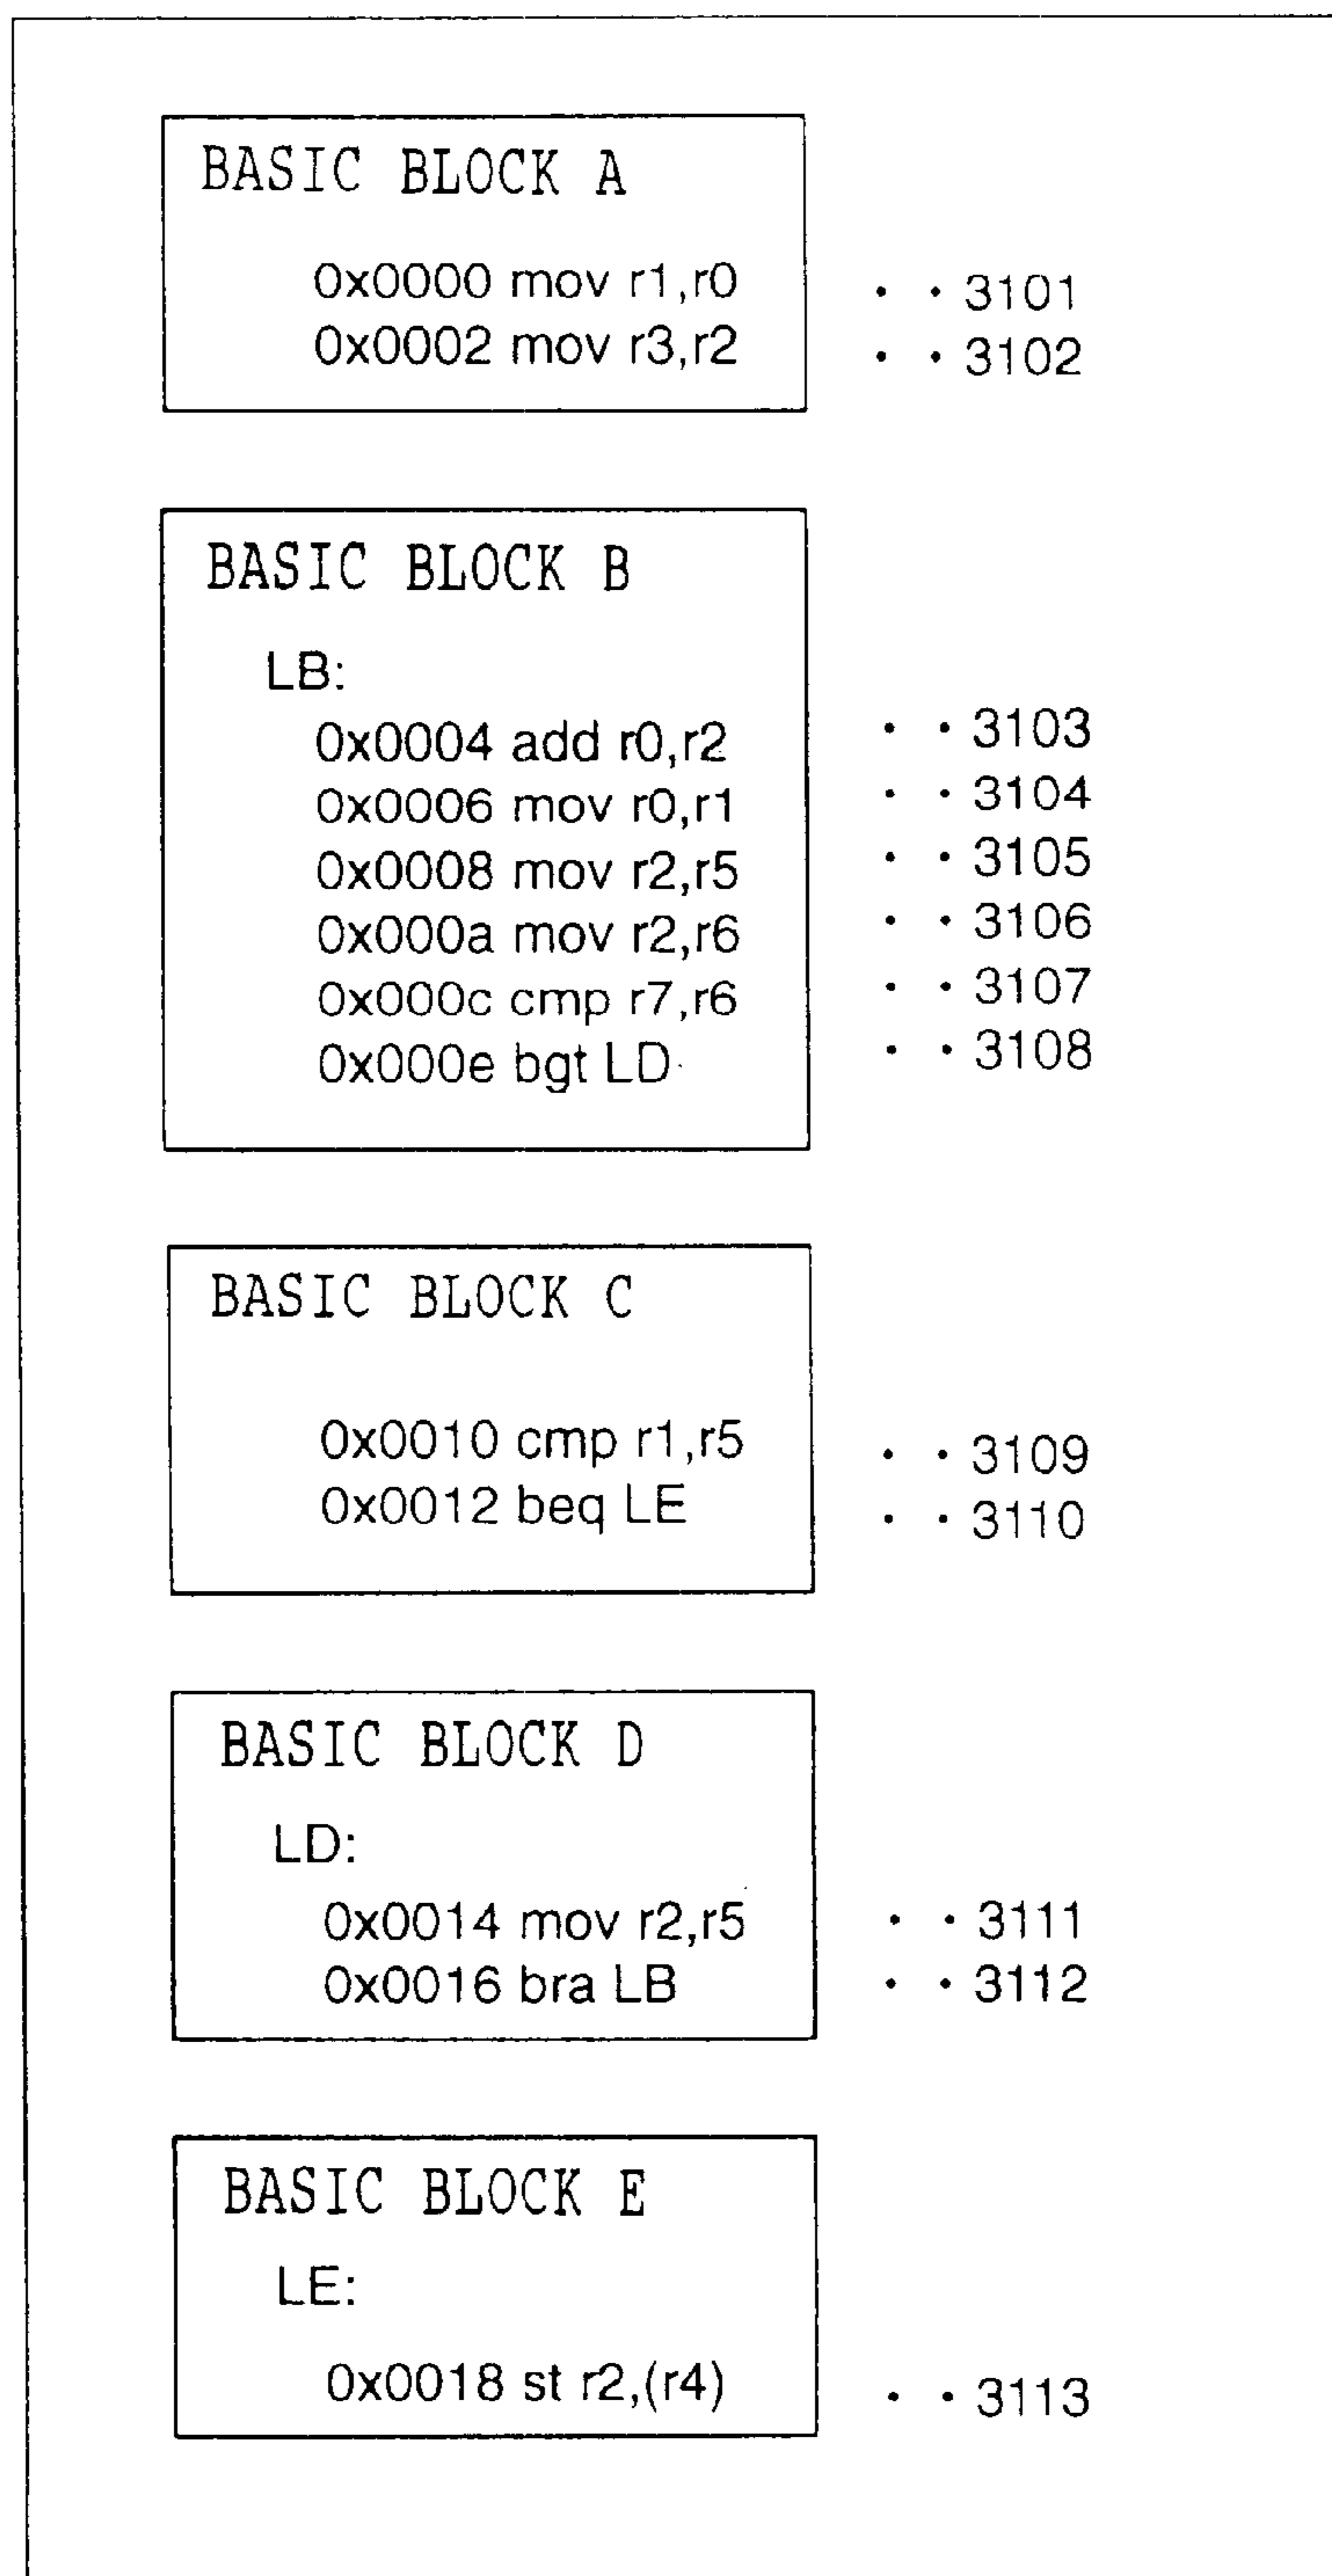 BASIC BLOCK A
0x0000 mov r1,r0 · · 3101
0x0002 mov r3,r2 · · 3102
BASIC BLOCK B
LB:
0x0004 add r0,r2 · · 3103
0x0006 mov r0,r1 · · 3104
0x0008 mov r2,r5 · · 3105
0x000a mov r2,r6 · · 3106
0x000c cmp r7,r6 · · 3107
0x000e bgt LD · · 3108
BASIC BLOCK C
0x0010 cmp r1,r5 · · 3109
0x0012 beq LE · · 3110
BASIC BLOCK D
LD:
0x0014 mov r2,r5 · · 3111
0x0016 bra LB · · 3112
BASIC BLOCK E
LE:
0x0018 st r2,(r4) · · 3113